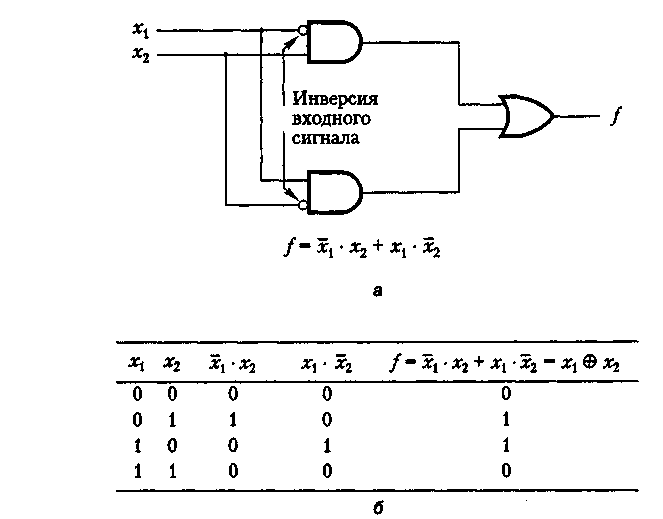 x₁
x₂
Инверсия
входного
сигнала
f
f = x̄₁ · x₂ + x₁ · x̄₂
а
x₁ x₂ x̄₁ · x₂ x₁ · x̄₂ f = x̄₁ · x₂ + x₁ · x̄₂ = x₁ ⊕ x₂
0 0 0 0 0
0 1 1 0 1
1 0 0 1 1
1 1 0 0 0
б